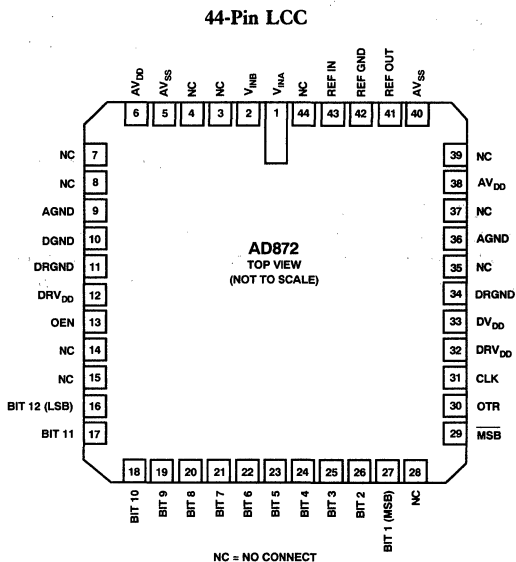 44-Pin LCC
AVDD
AVSS
NC
NC
VINB
VINA
NC
REF IN
REF GND
REF OUT
AVSS
6 5 4 3 2 1 44 43 42 41 40
NC 7
NC 8
AGND 9
DGND 10
DRGND 11
DRVDD 12
OEN 13
NC 14
NC 15
BIT 12 (LSB) 16
BIT 11 17
39 NC
38 AVDD
37 NC
36 AGND
35 NC
34 DRGND
33 DVDD
32 DRVDD
31 CLK
30 OTR
29 MSB
AD872
TOP VIEW
(NOT TO SCALE)
18 19 20 21 22 23 24 25 26 27 28
BIT 10
BIT 9
BIT 8
BIT 7
BIT 6
BIT 5
BIT 4
BIT 3
BIT 2
BIT 1 (MSB)
NC
NC = NO CONNECT